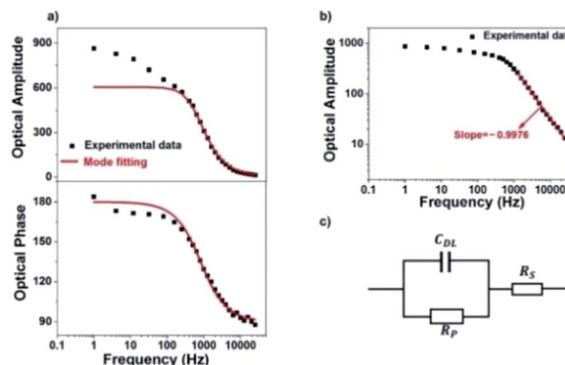 a)
900
600
300
0
Optical Amplitude
■ Experimental data
Mode fitting
180
150
120
90
Optical Phase
0.1 1 10 100 1000 10000
Frequency (Hz)
b)
■ Experimental dat
1000
100
10
Optical Amplitude
Slope=−0.9976
0.1 1 10 100 1000 10000
Frequency (Hz)
c)
C_DL
R_S
R_P